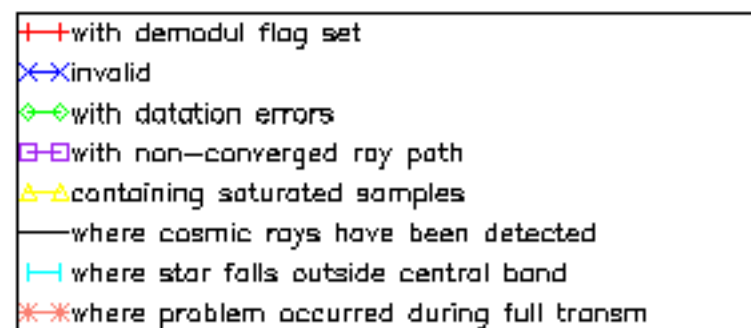 with demodul flag set
invalid
with datation errors
with non-converged ray path
containing saturated samples
where cosmic rays have been detected
where star falls outside central band
where problem occurred during full transm